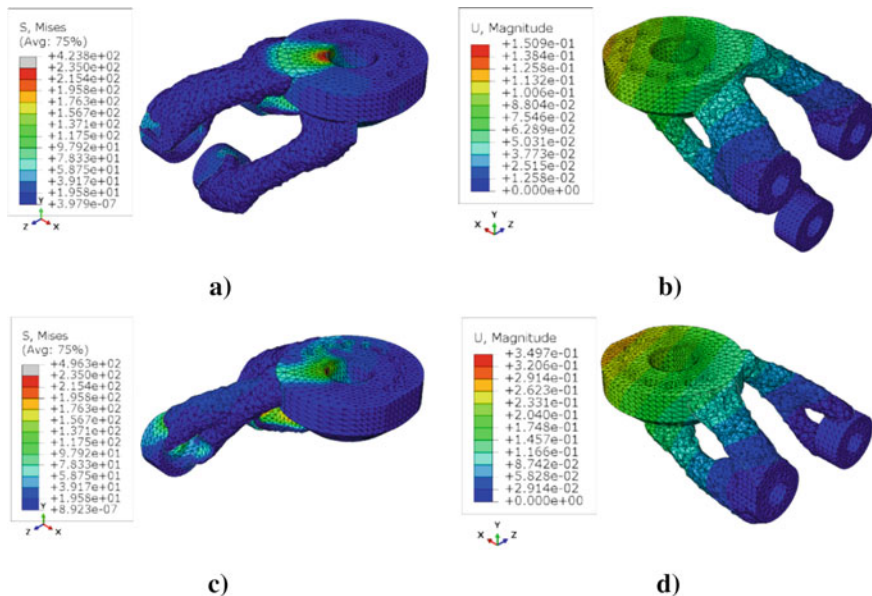 S, Mises
(Avg: 75%)
+4.238e+02
+2.350e+02
+2.154e+02
+1.958e+02
+1.763e+02
+1.567e+02
+1.371e+02
+1.175e+02
+9.792e+01
+7.833e+01
+5.875e+01
+3.917e+01
+1.958e+01
+3.979e-07
Y
Z X
a)
U, Magnitude
+1.509e-01
+1.384e-01
+1.258e-01
+1.132e-01
+1.006e-01
+8.804e-02
+7.546e-02
+6.289e-02
+5.031e-02
+3.773e-02
+2.515e-02
+1.258e-02
+0.000e+00
Y
X Z
b)
S, Mises
(Avg: 75%)
+4.963e+02
+2.350e+02
+2.154e+02
+1.958e+02
+1.763e+02
+1.567e+02
+1.371e+02
+1.175e+02
+9.792e+01
+7.833e+01
+5.875e+01
+3.917e+01
+1.958e+01
+8.923e-07
Y
Z X
c)
U, Magnitude
+3.497e-01
+3.206e-01
+2.914e-01
+2.623e-01
+2.331e-01
+2.040e-01
+1.748e-01
+1.457e-01
+1.166e-01
+8.742e-02
+5.828e-02
+2.914e-02
+0.000e+00
Y
X Z
d)